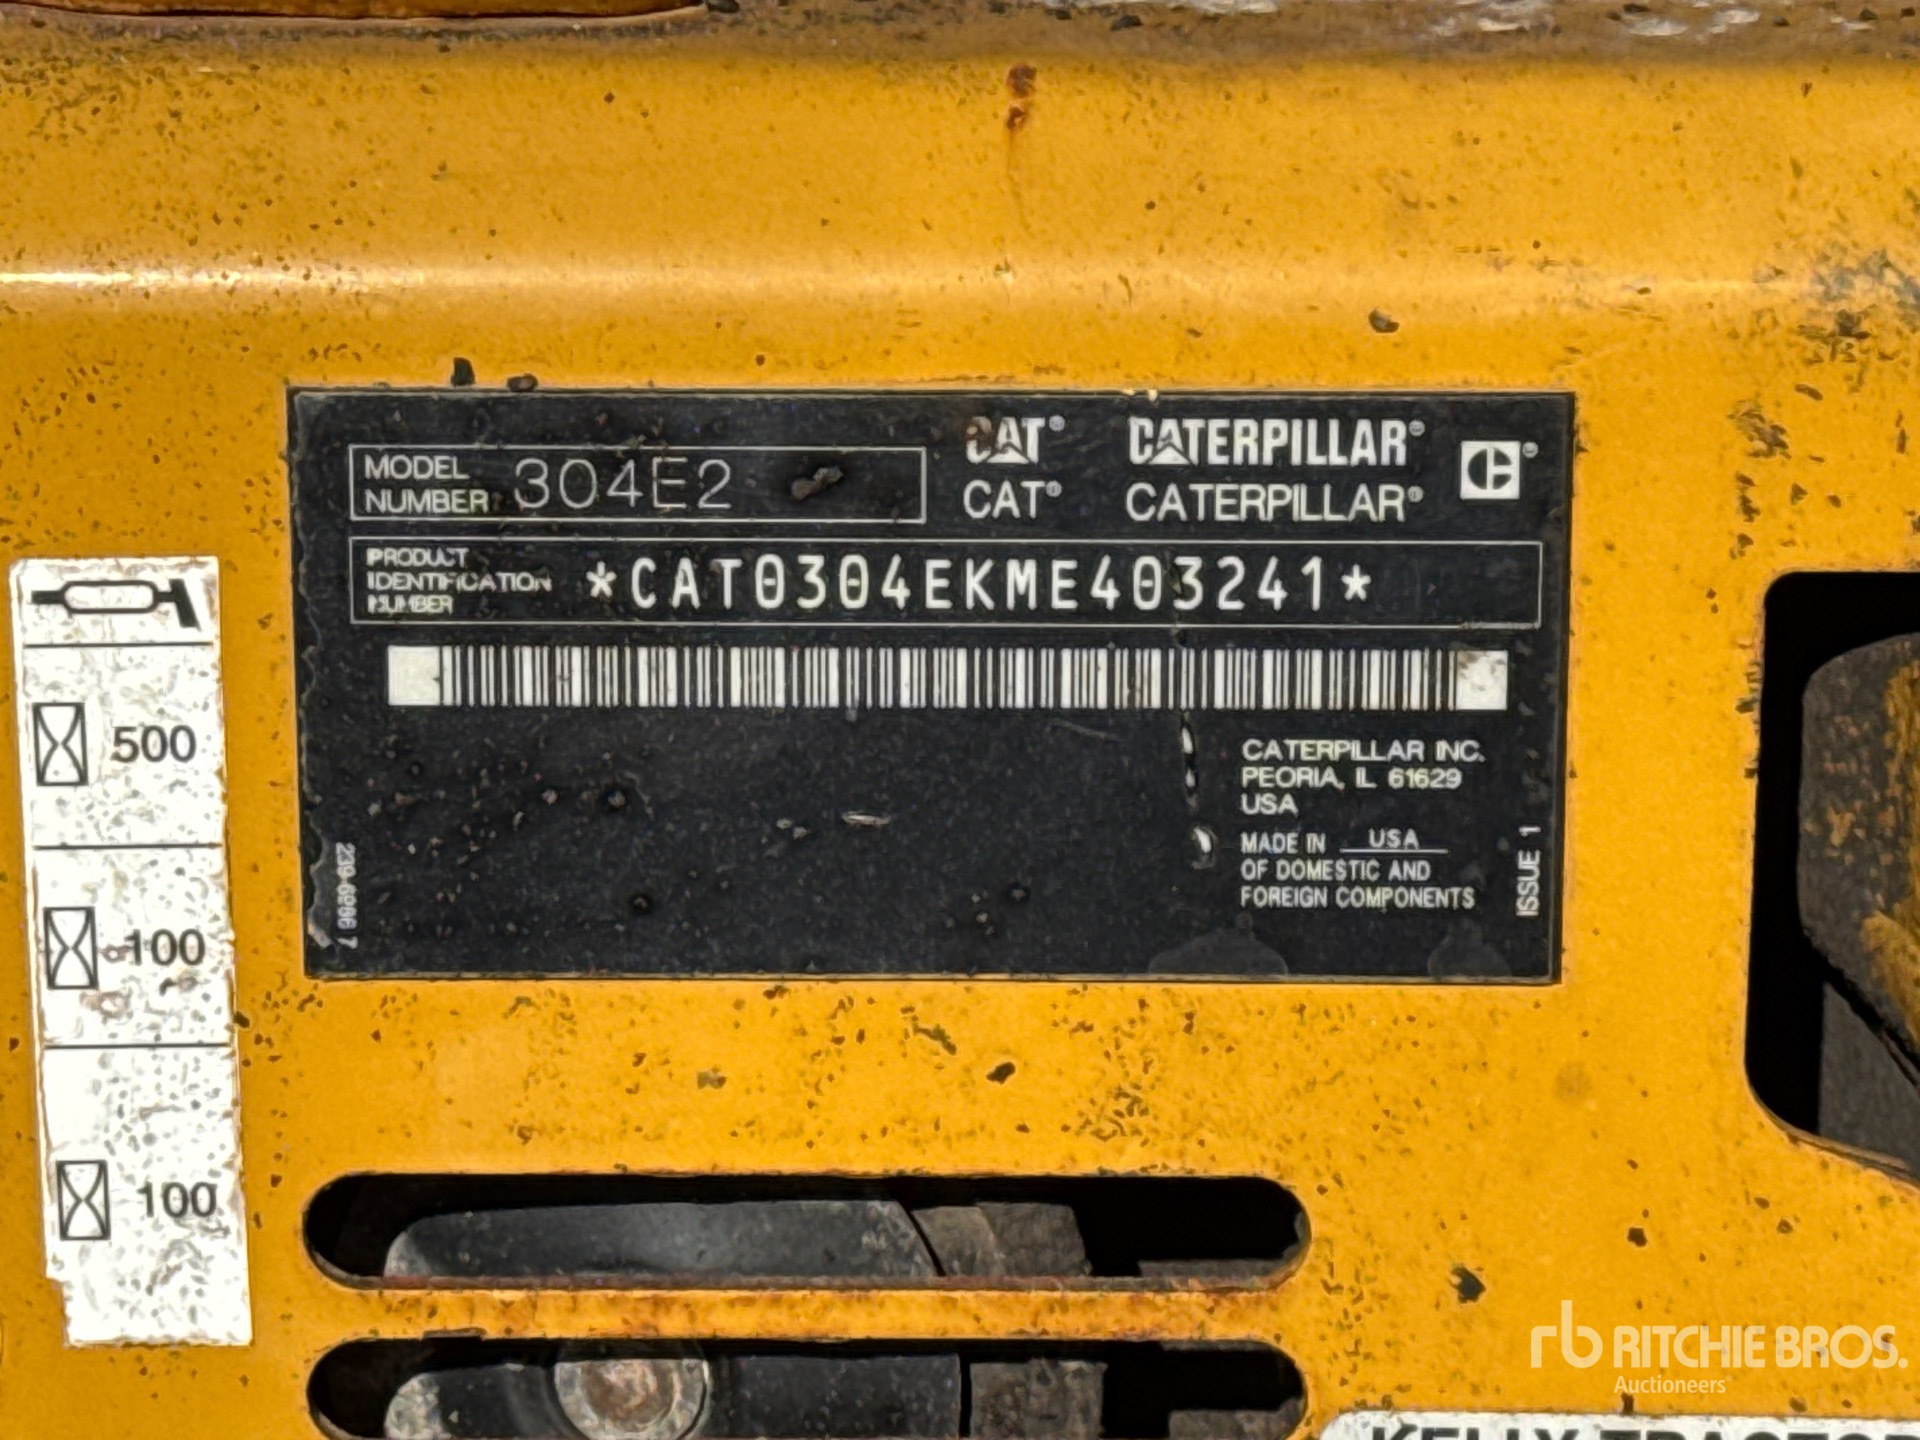 MODEL NUMBER 304E2
CAT® CATERPILLAR®
CAT® CATERPILLAR®
PRODUCT
IDENTIFICATION
NUMBER
*CAT0304EKME403241*
CATERPILLAR INC.
PEORIA, IL 61629
USA
MADE IN USA
OF DOMESTIC AND
FOREIGN COMPONENTS
ISSUE 1
500
100
100
rb RITCHIE BROS.
Auctioneers